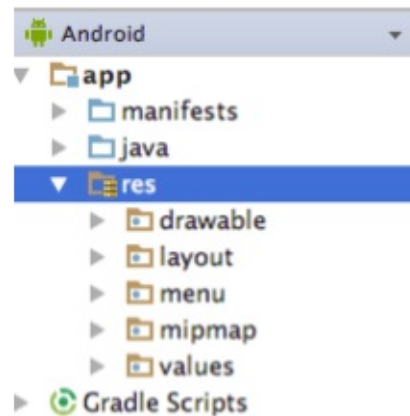 Android
app
manifests
java
res
drawable
layout
menu
mipmap
values
Gradle Scripts